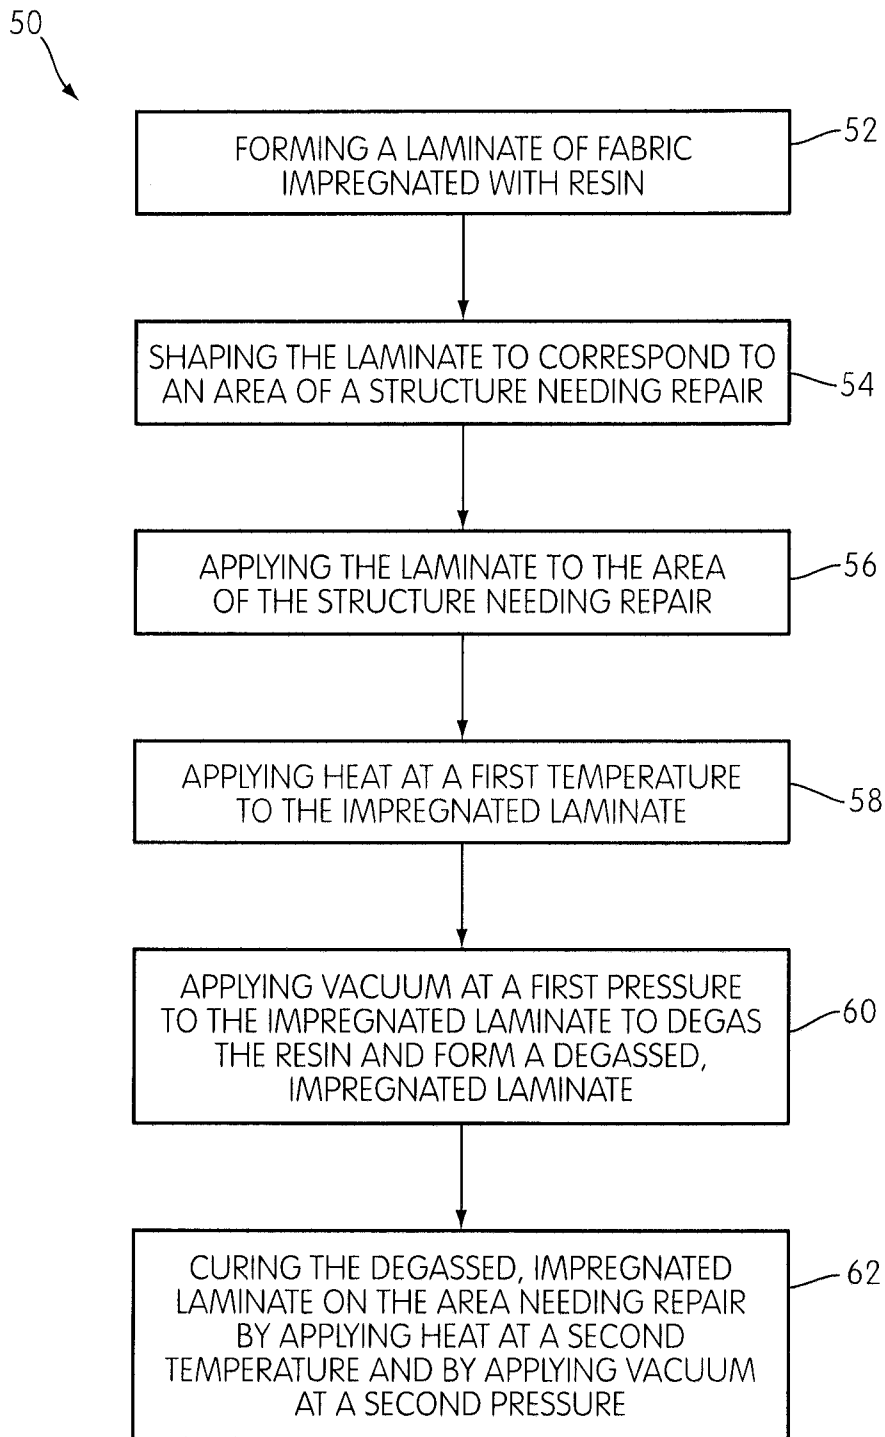 50
FORMING A LAMINATE OF FABRIC
IMPREGNATED WITH RESIN
52
SHAPING THE LAMINATE TO CORRESPOND TO
AN AREA OF A STRUCTURE NEEDING REPAIR
54
APPLYING THE LAMINATE TO THE AREA
OF THE STRUCTURE NEEDING REPAIR
56
APPLYING HEAT AT A FIRST TEMPERATURE
TO THE IMPREGNATED LAMINATE
58
APPLYING VACUUM AT A FIRST PRESSURE
TO THE IMPREGNATED LAMINATE TO DEGAS
THE RESIN AND FORM A DEGASSED,
IMPREGNATED LAMINATE
60
CURING THE DEGASSED, IMPREGNATED
LAMINATE ON THE AREA NEEDING REPAIR
BY APPLYING HEAT AT A SECOND
TEMPERATURE AND BY APPLYING VACUUM
AT A SECOND PRESSURE
62